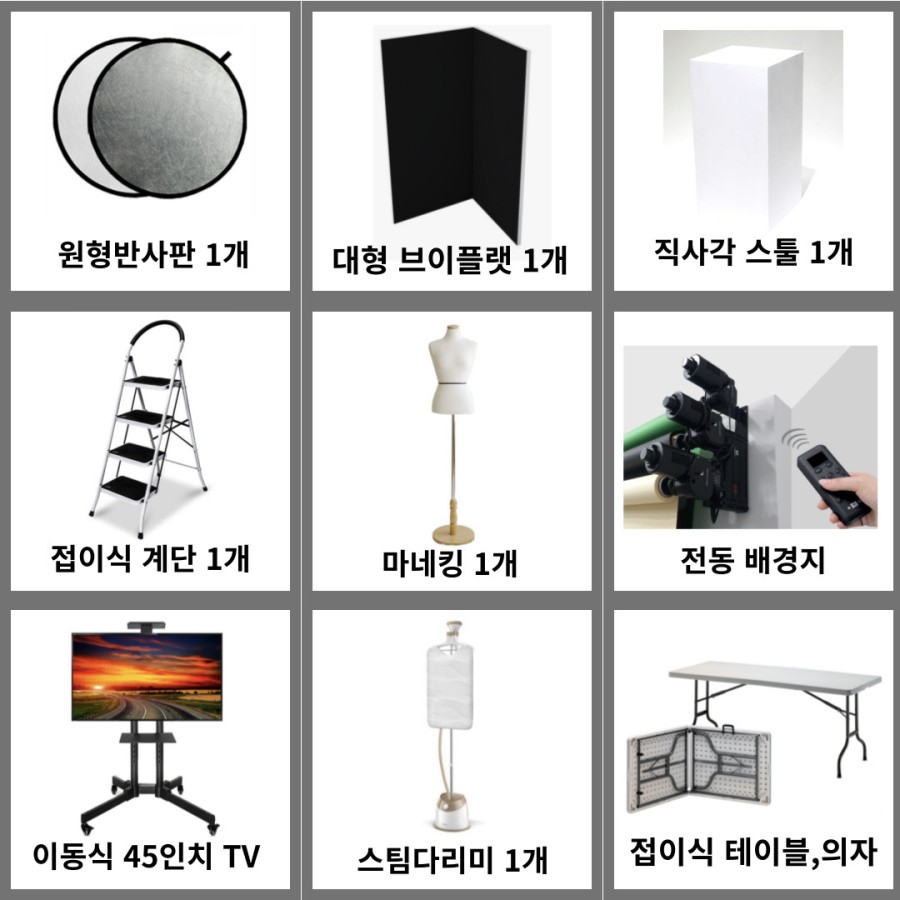 원형반사판 1개
대형 브이플랫 1개
직사각 스툴 1개
접이식 계단 1개
마네킹 1개
전동 배경지
이동식 45인치 TV
스팀다리미 1개
접이식 테이블,의자